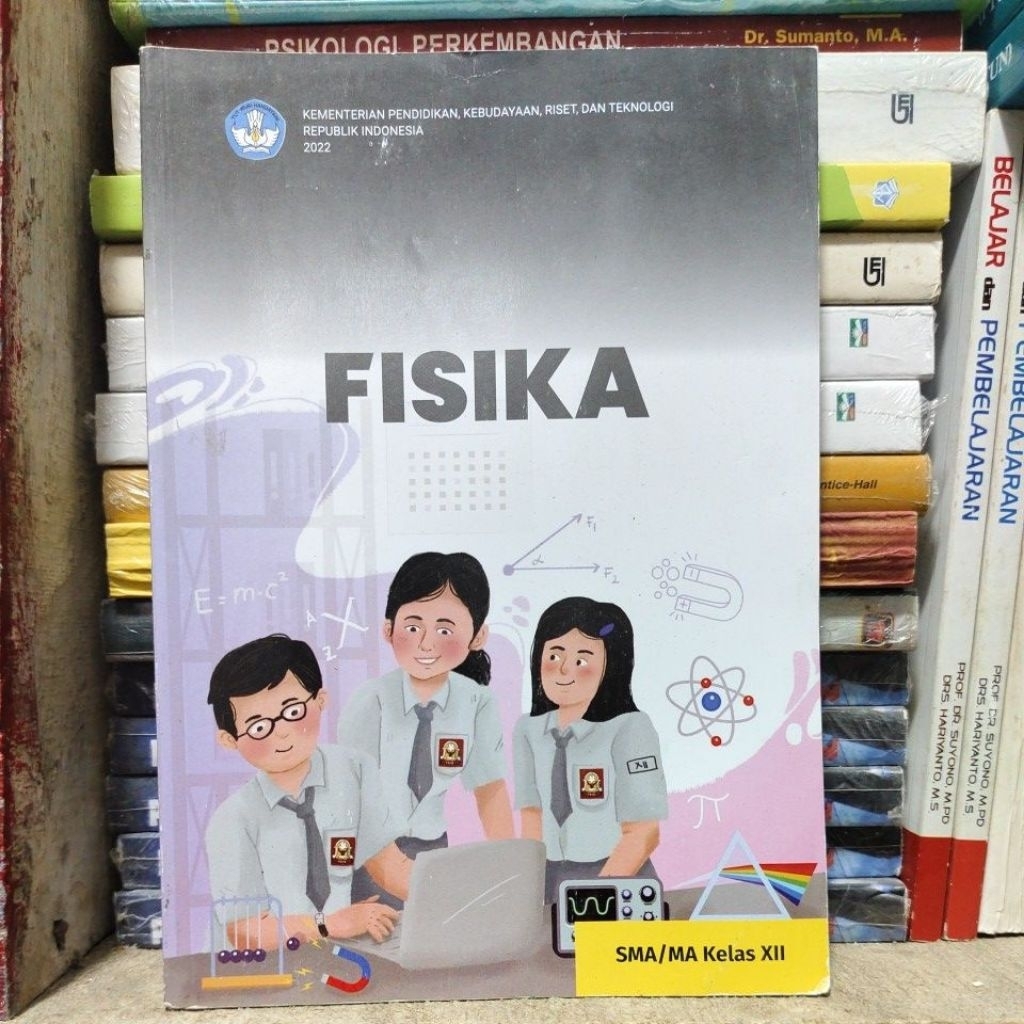 PSIKOLOGI PERKEMBANGAN
Dr. Sumanto, M.A.
KEMENTERIAN PENDIDIKAN, KEBUDAYAAN, RISET, DAN TEKNOLOGI
REPUBLIK INDONESIA
2022
FISIKA
F1
α
F2
E = m.c²
A
X
Z
XII
π
SMA/MA Kelas XII
ntice-Hall
BELAJAR
dan
PEMBELAJARAN
PROF. DR. SUYONO, M.PD
DRS. HARIYANTO, M.S
PEMBELAJARAN
PROF. DR. SUYONO, M.PD
DRS. HARIYANTO, M.S